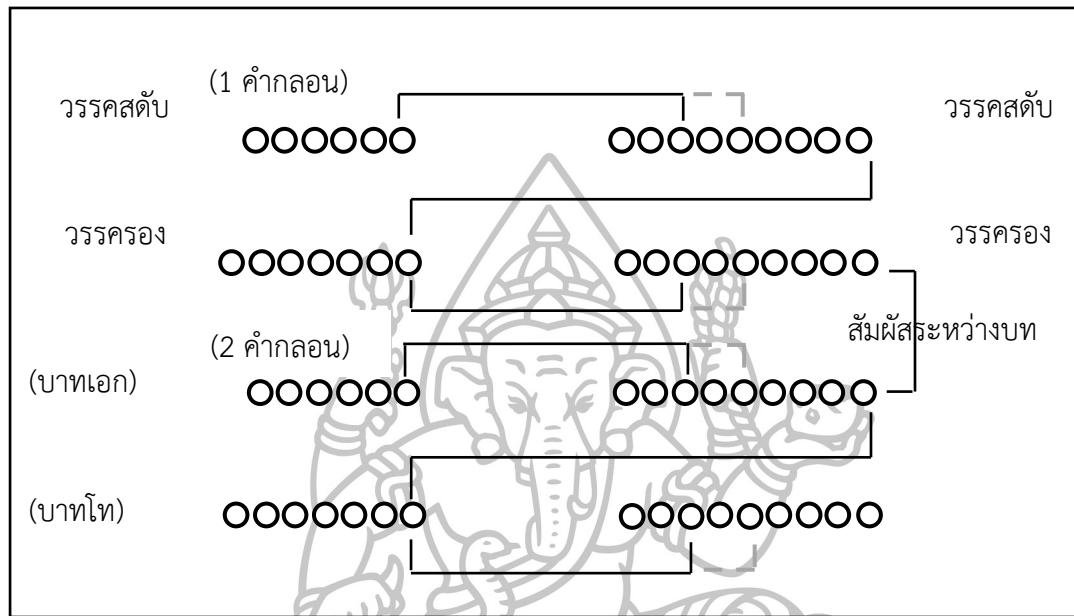 (1 คำกลอน)
วรรคสดับ วรรคสดับ
วรรครอง วรรครอง
สัมผัสระหว่างบท
(2 คำกลอน)
(บาทเอก)
(บาทโท)